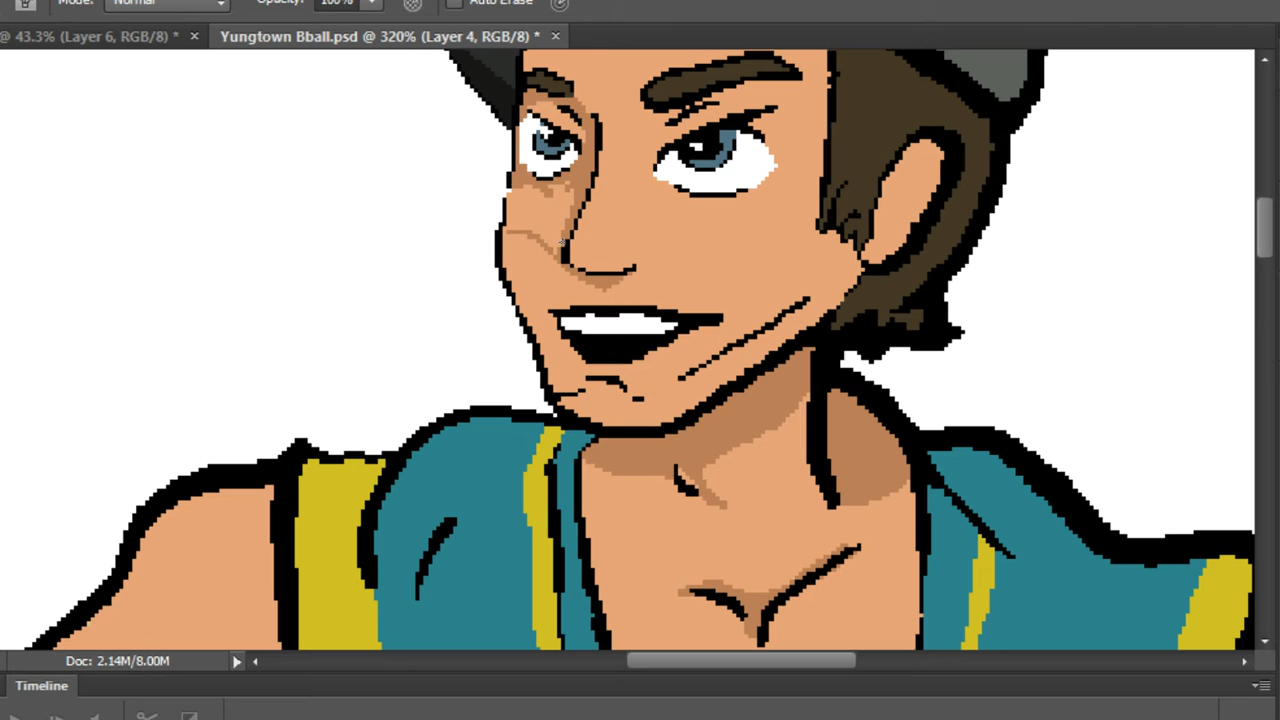 Mode: Normal Opacity: 100% Auto Erase
@ 43.3% (Layer 6, RGB/8) * × Yungtown Bball.psd @ 320% (Layer 4, RGB/8) * ×
Doc: 2.14M/8.00M
Timeline